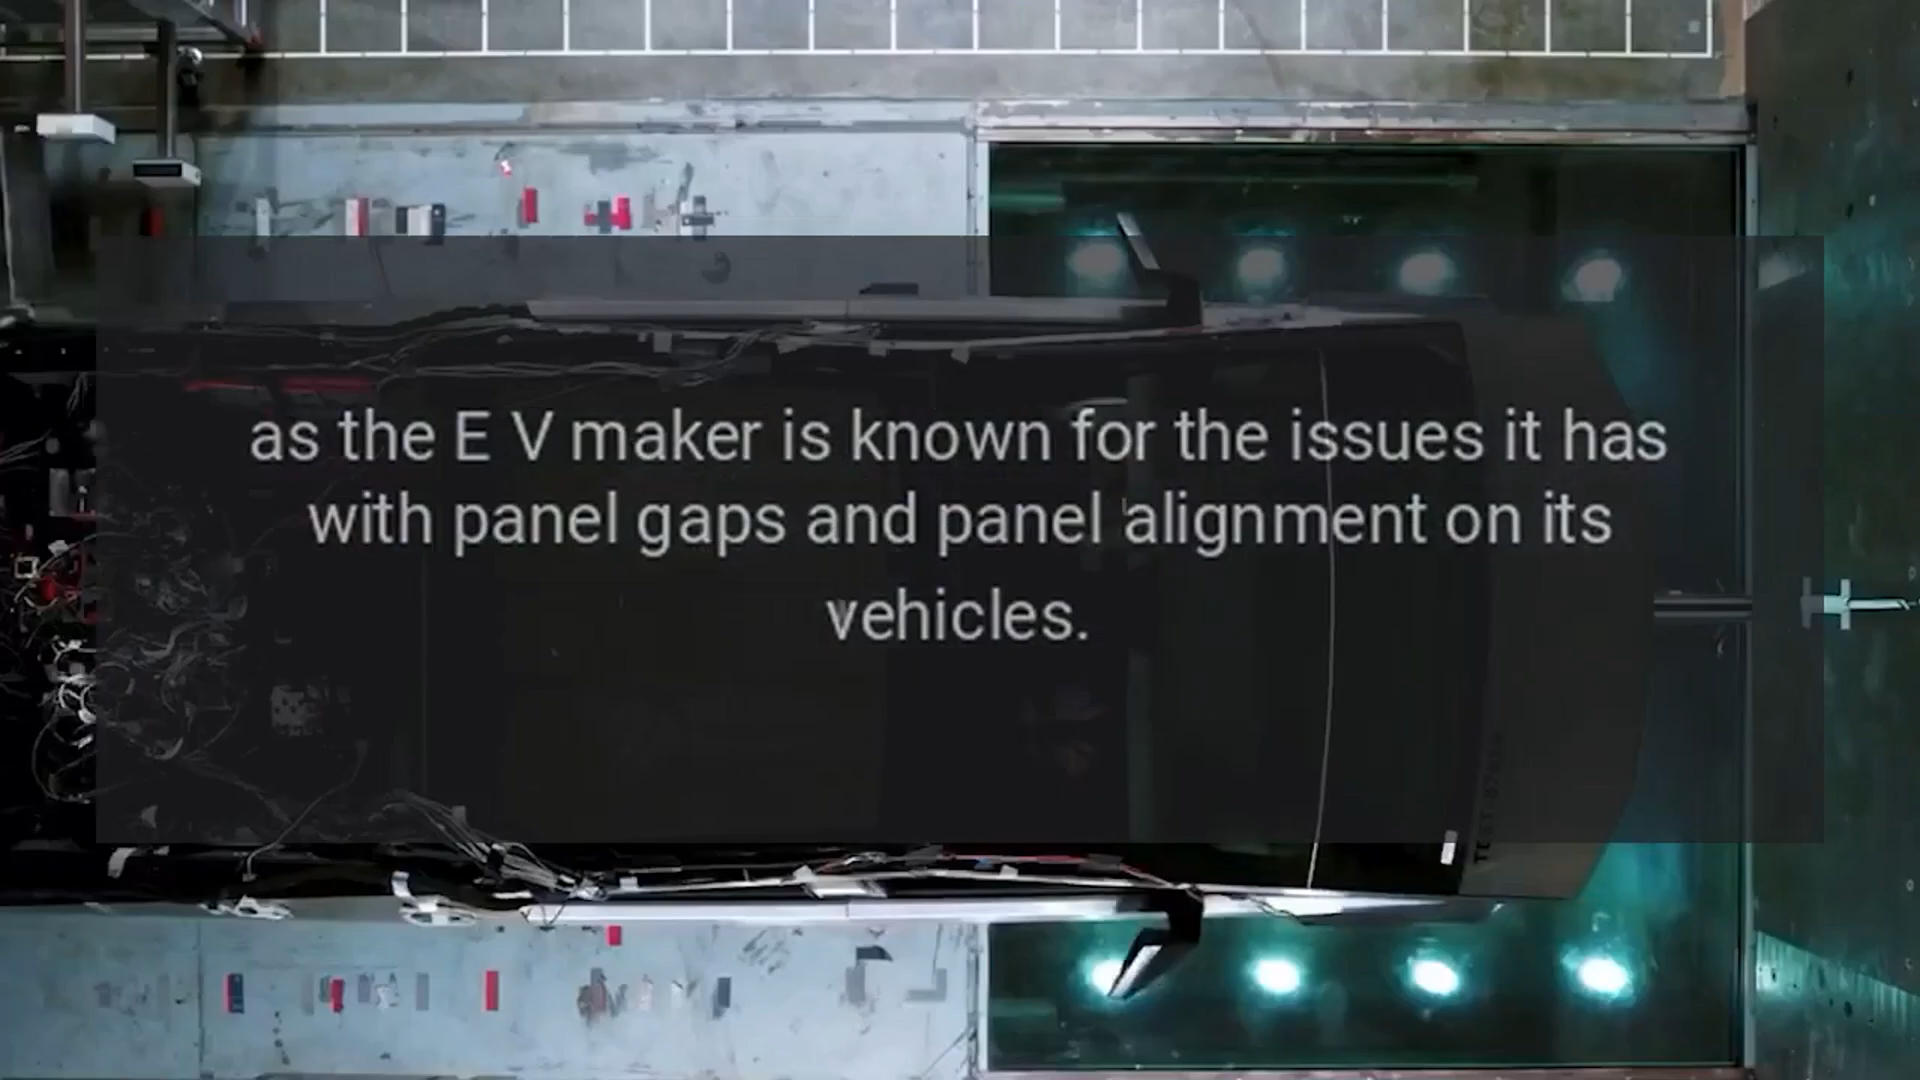 as the E V maker is known for the issues it has
with panel gaps and panel alignment on its
vehicles.